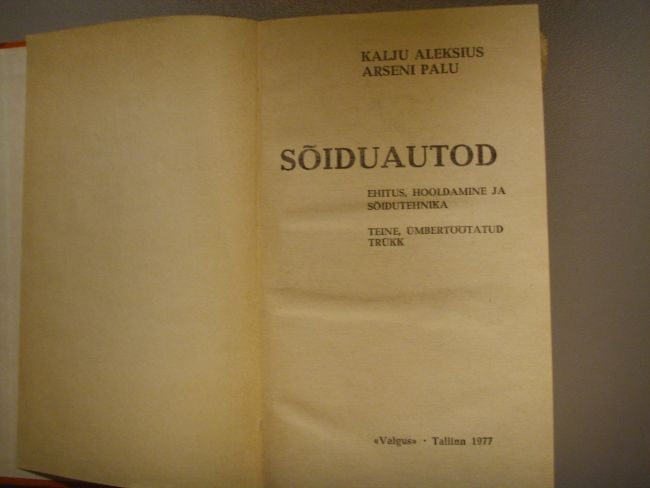 KALJU ALEKSIUS
ARSENI PALU
SÕIDUAUTOD
EHITUS, HOOLDAMINE JA
SÕIDUTEHNIKA
TEINE, ÜMBERTÖÖTATUD
TRÜKK
«Valgus» · Tallinn 1977